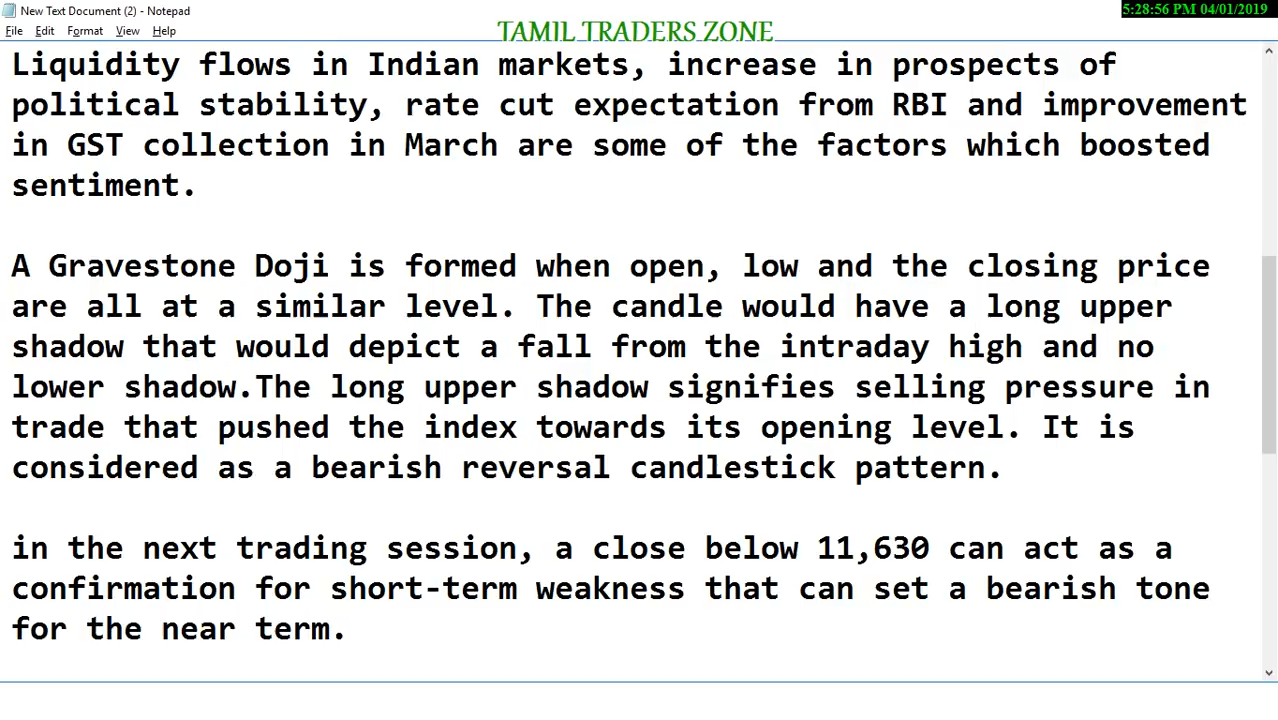 New Text Document (2) - Notepad
5:28:56 PM 04/01/2019
File Edit Format View Help
TAMIL TRADERS ZONE
Liquidity flows in Indian markets, increase in prospects of
political stability, rate cut expectation from RBI and improvement
in GST collection in March are some of the factors which boosted
sentiment.
A Gravestone Doji is formed when open, low and the closing price
are all at a similar level. The candle would have a long upper
shadow that would depict a fall from the intraday high and no
lower shadow.The long upper shadow signifies selling pressure in
trade that pushed the index towards its opening level. It is
considered as a bearish reversal candlestick pattern.
in the next trading session, a close below 11,630 can act as a
confirmation for short-term weakness that can set a bearish tone
for the near term.